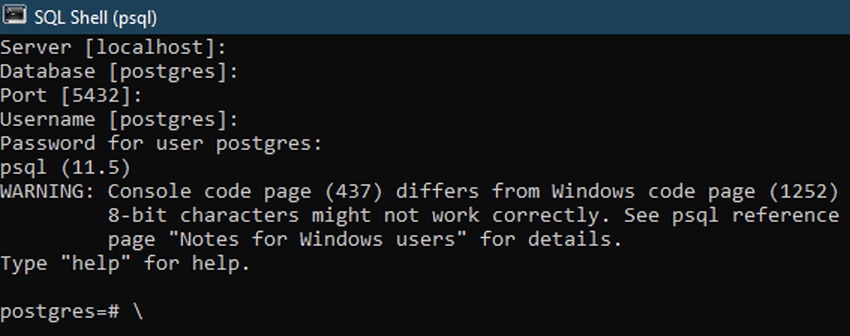 SQL Shell (psql)
Server [localhost]:
Database [postgres]:
Port [5432]:
Username [postgres]:
Password for user postgres:
psql (11.5)
WARNING: Console code page (437) differs from Windows code page (1252)
         8-bit characters might not work correctly. See psql reference
         page "Notes for Windows users" for details.
Type "help" for help.
postgres=# \